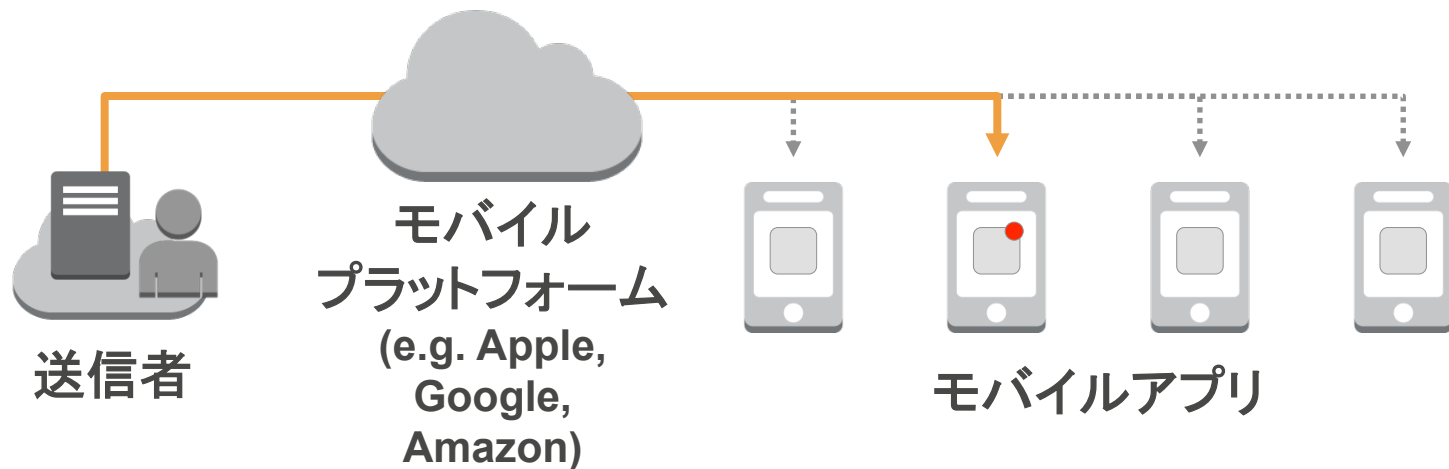 送信者
モバイル
プラットフォーム
(e.g. Apple,
Google,
Amazon)
モバイルアプリ